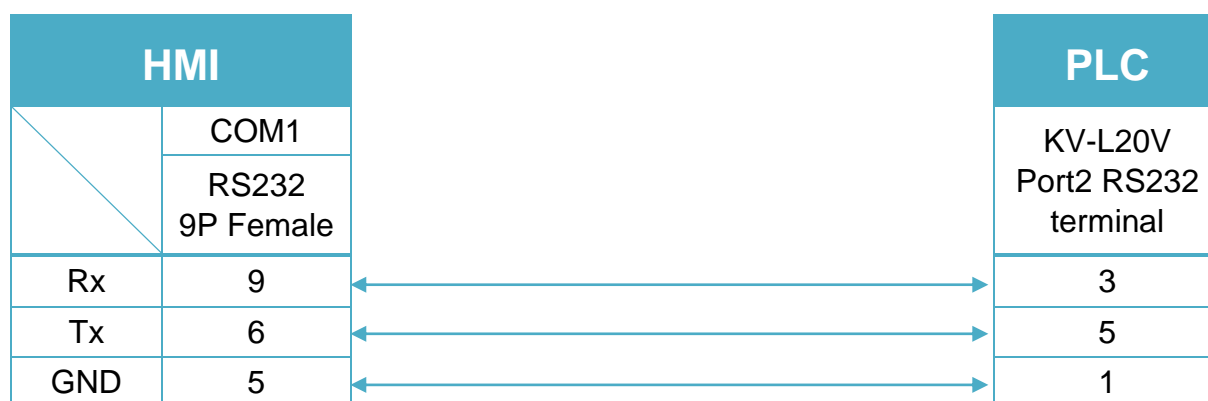 HMI PLC
COM1
RS232
9P Female
KV-L20V
Port2 RS232
terminal
Rx 9 3
Tx 6 5
GND 5 1